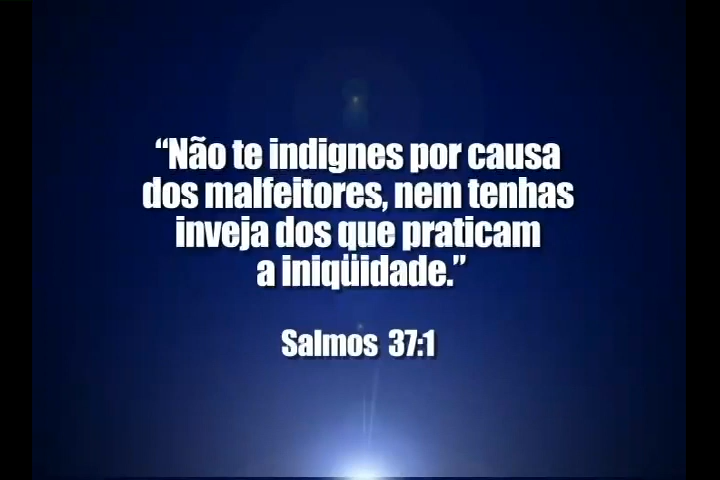 “Não te indignes por causa
dos malfeitores, nem tenhas
inveja dos que praticam
a iniqüidade.”
Salmos 37:1